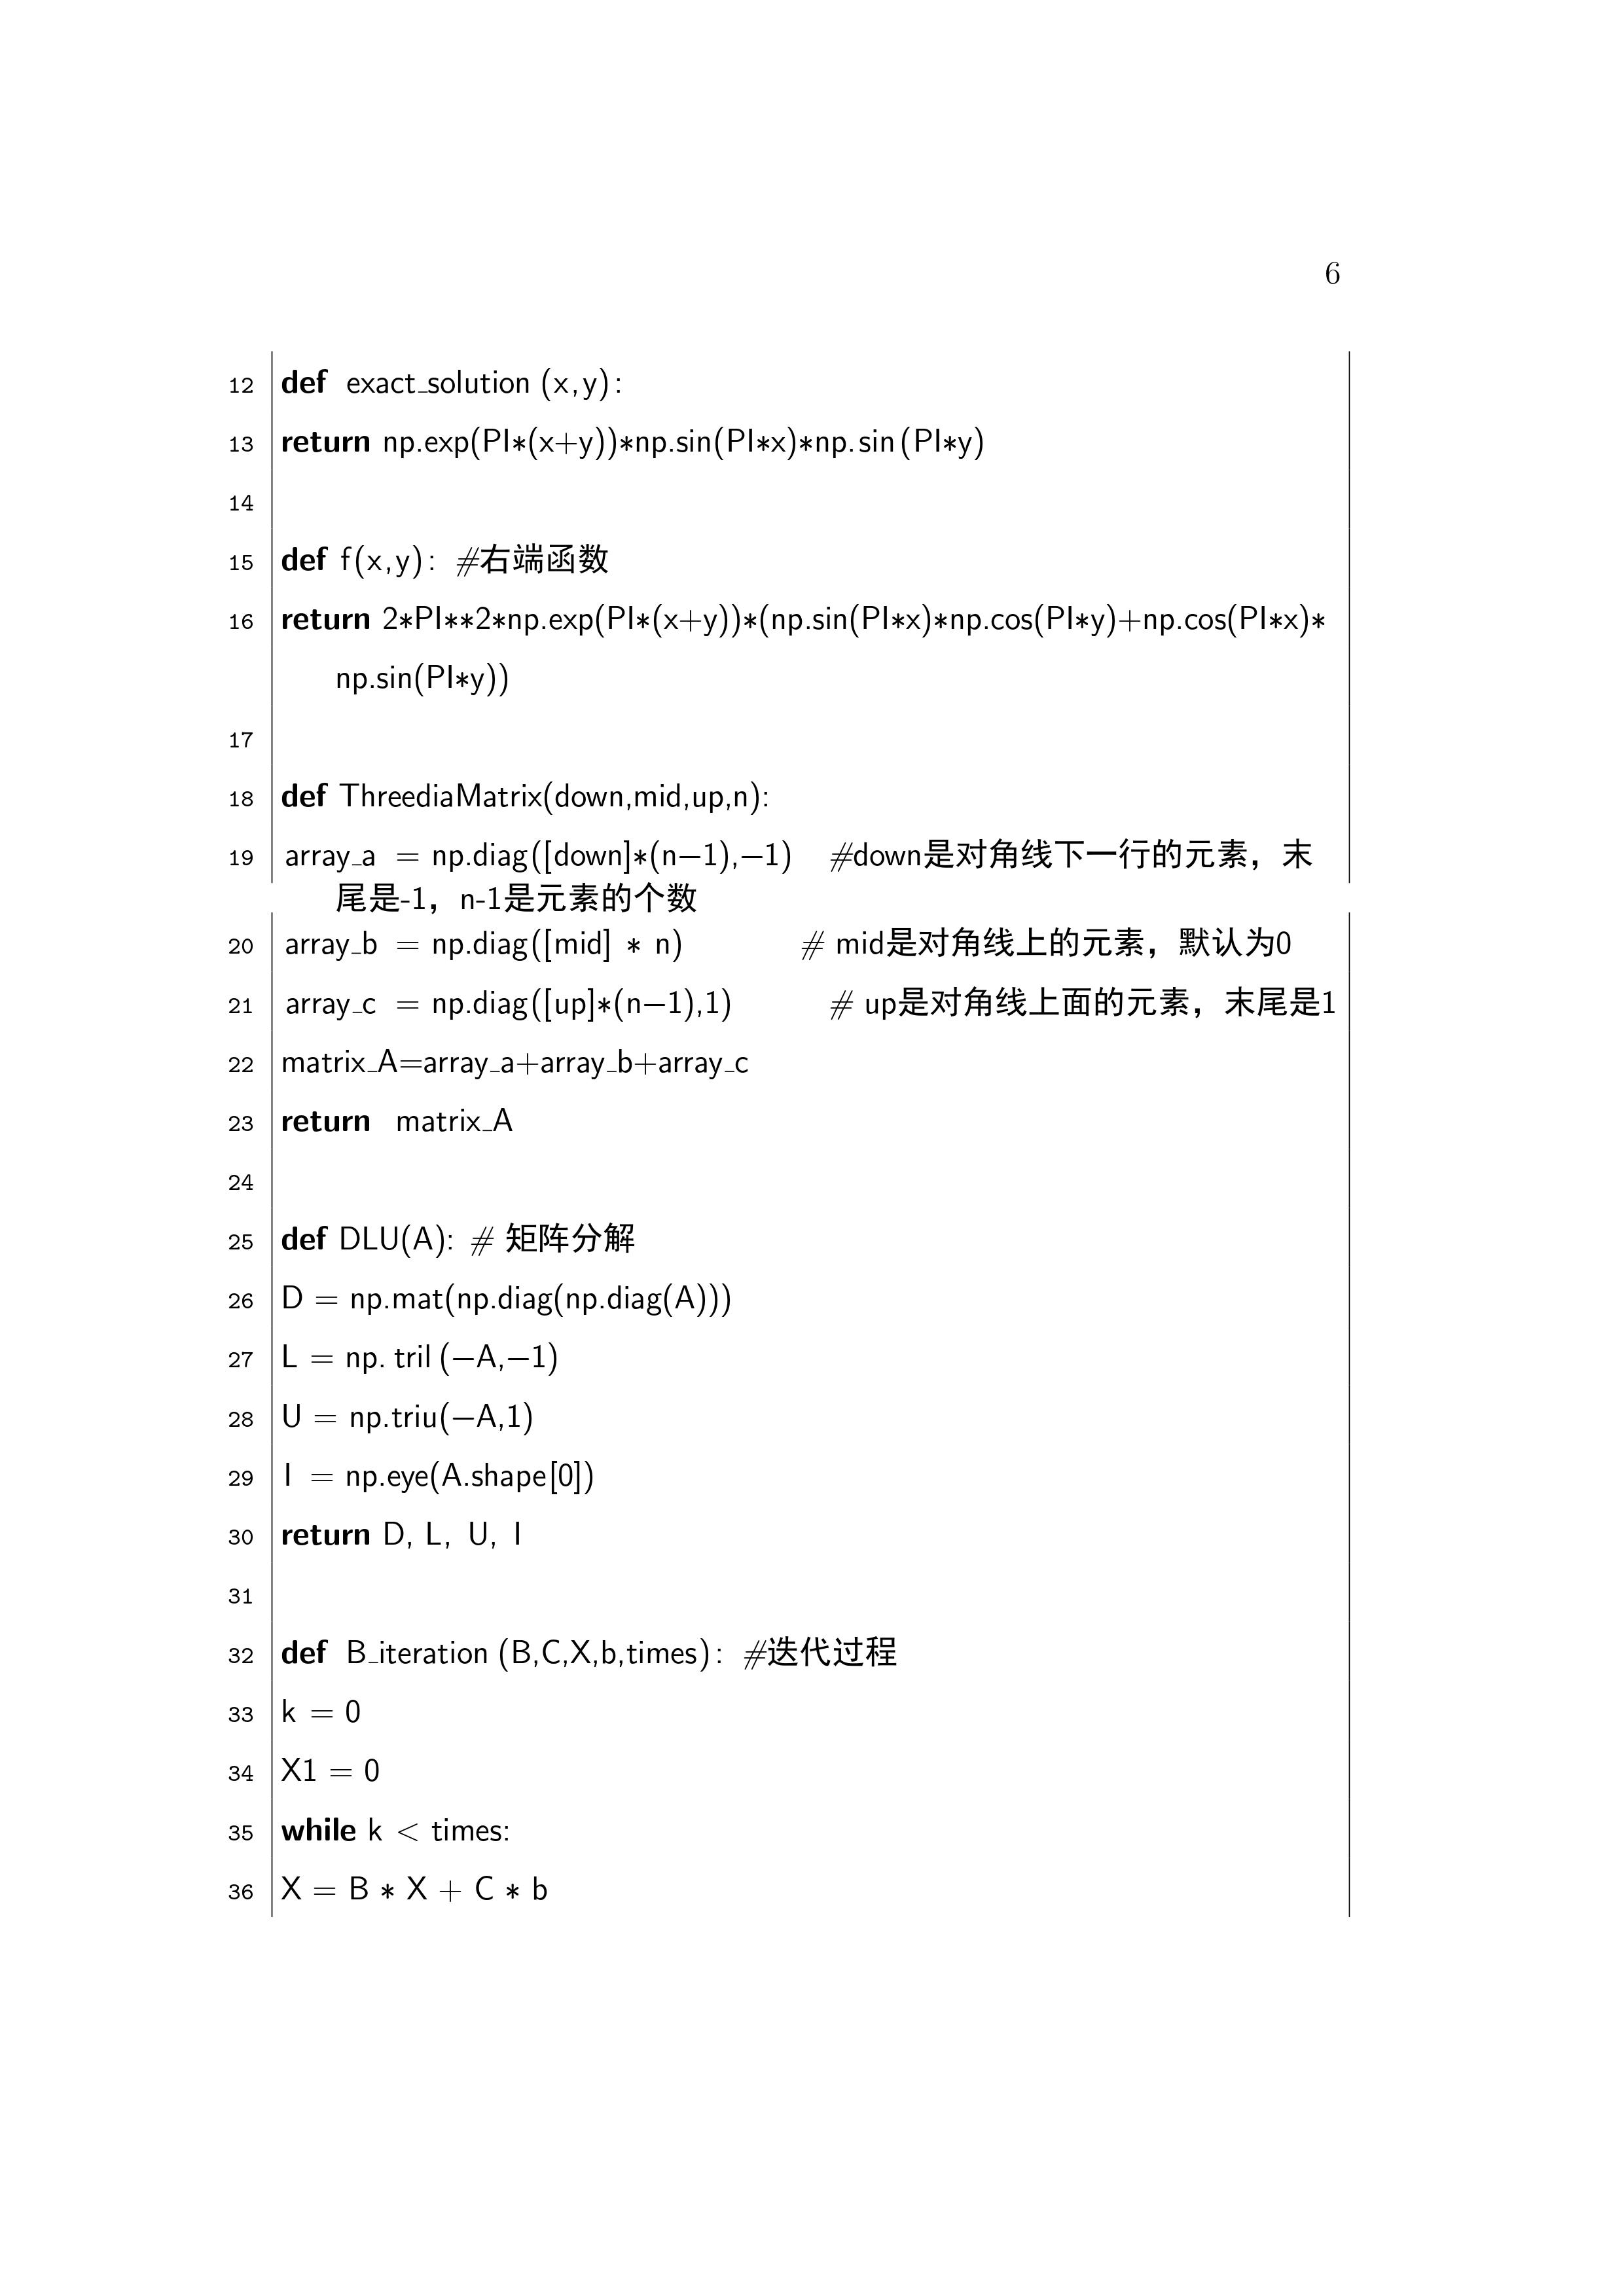 6
12 def exact_solution (x,y):
13 return np.exp(PI*(x+y))*np.sin(PI*x)*np.sin(PI*y)
14
15 def f(x,y): #右端函数
16 return 2*PI**2*np.exp(PI*(x+y))*(np.sin(PI*x)*np.cos(PI*y)+np.cos(PI*x)*
np.sin(PI*y))
17
18 def ThreediaMatrix(down,mid,up,n):
19 array_a = np.diag([down]*(n−1),−1) #down是对角线下一行的元素，末
尾是-1，n-1是元素的个数
20 array_b = np.diag([mid] * n) # mid是对角线上的元素，默认为0
21 array_c = np.diag([up]*(n−1),1) # up是对角线上面的元素，末尾是1
22 matrix_A=array_a+array_b+array_c
23 return matrix_A
24
25 def DLU(A): # 矩阵分解
26 D = np.mat(np.diag(np.diag(A)))
27 L = np.tril(−A,−1)
28 U = np.triu(−A,1)
29 I = np.eye(A.shape[0])
30 return D, L, U, I
31
32 def B_iteration (B,C,X,b,times): #迭代过程
33 k = 0
34 X1 = 0
35 while k < times:
36 X = B * X + C * b